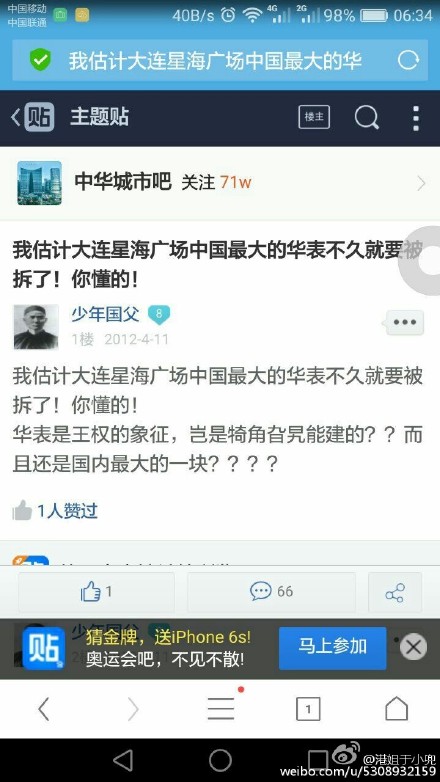 中国移动
中国联通
40B/s 4G 2G 98% 06:34
我估计大连星海广场中国最大的华
贴 主题贴 楼主
中华城市吧 关注 71w
我估计大连星海广场中国最大的华表不久就要被
拆了！你懂的！
少年国父 8
1楼 2012-4-11
我估计大连星海广场中国最大的华表不久就要被
拆了！你懂的！
华表是王权的象征，岂是犄角旮旯能建的？？而
且还是国内最大的一块？？？？
1人赞过
1 66
贴 猜金牌，送iPhone 6s!
奥运会吧，不见不散! 马上参加
1
@港姐于小兜
weibo.com/u/5308932159